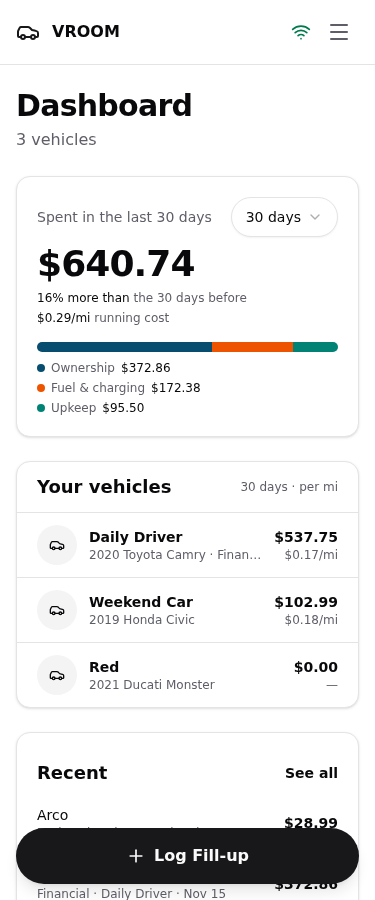 VROOM
Dashboard
3 vehicles
Spent in the last 30 days
30 days
$640.74
16% more than the 30 days before
$0.29/mi running cost
Ownership $372.86
Fuel & charging $172.38
Upkeep $95.50
Your vehicles
30 days · per mi
Daily Driver
$537.75
2020 Toyota Camry · Finan…
$0.17/mi
Weekend Car
$102.99
2019 Honda Civic
$0.18/mi
Red
$0.00
2021 Ducati Monster
—
Recent
See all
Arco
$28.99
Log Fill-up
$372.86
Financial · Daily Driver · Nov 15